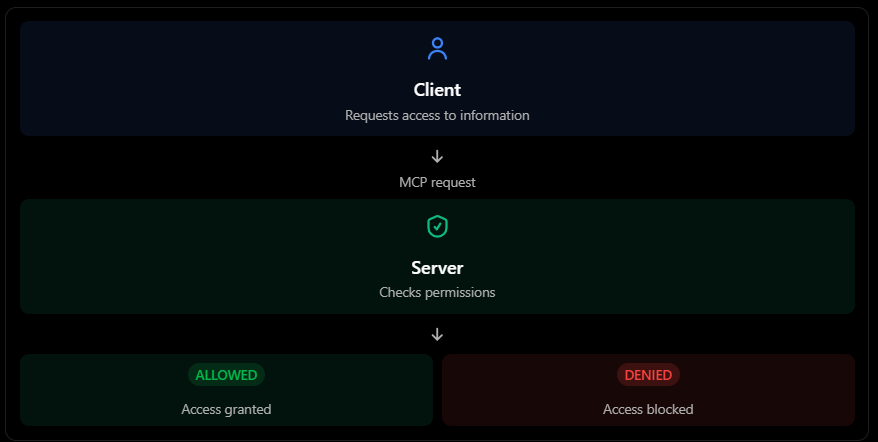 Client
Requests access to information
MCP request
Server
Checks permissions
ALLOWED
Access granted
DENIED
Access blocked